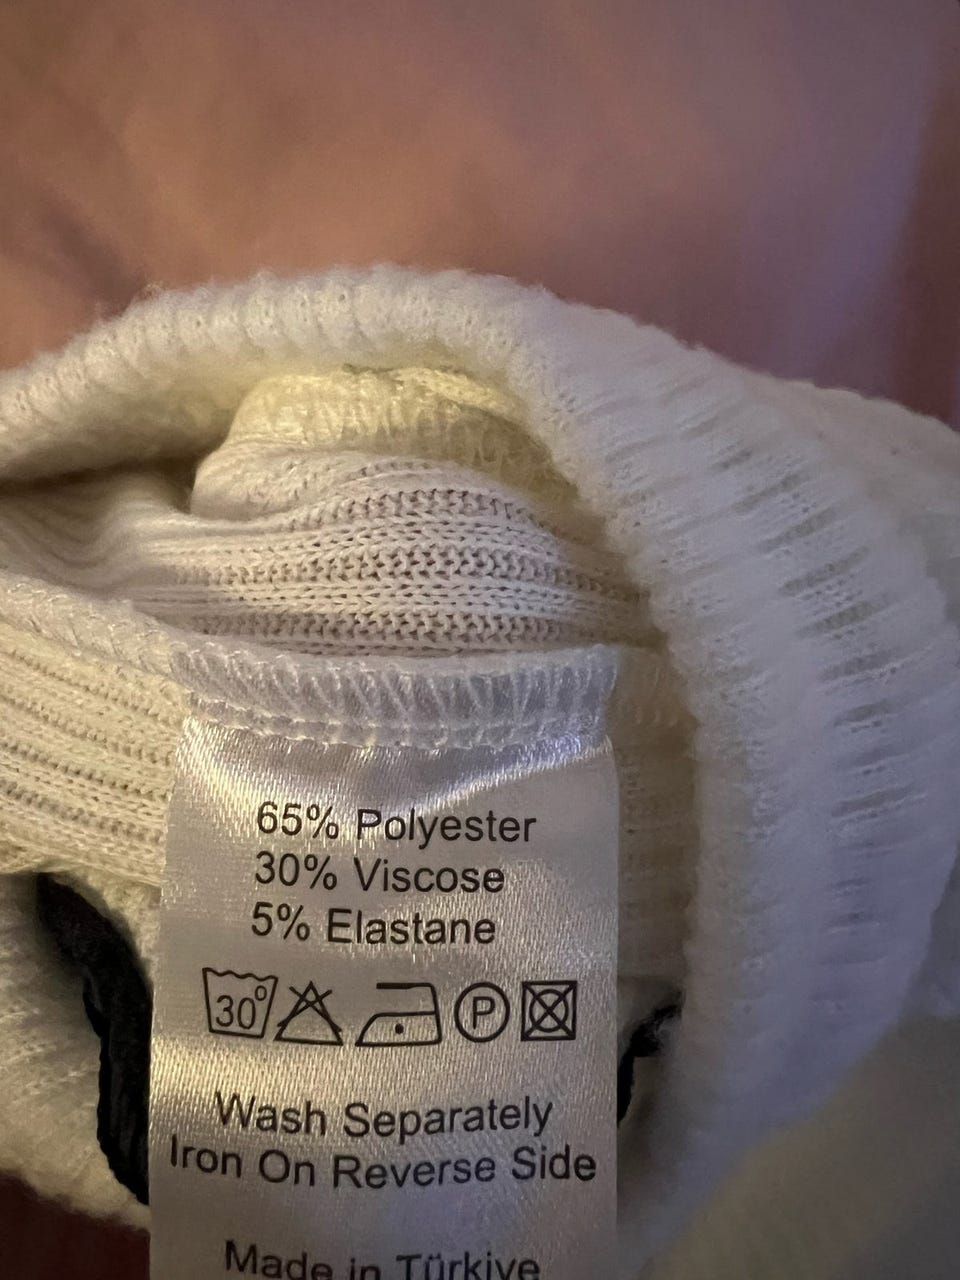 65% Polyester
30% Viscose
5% Elastane
30° P
Wash Separately
Iron On Reverse Side
Made in Türkiye